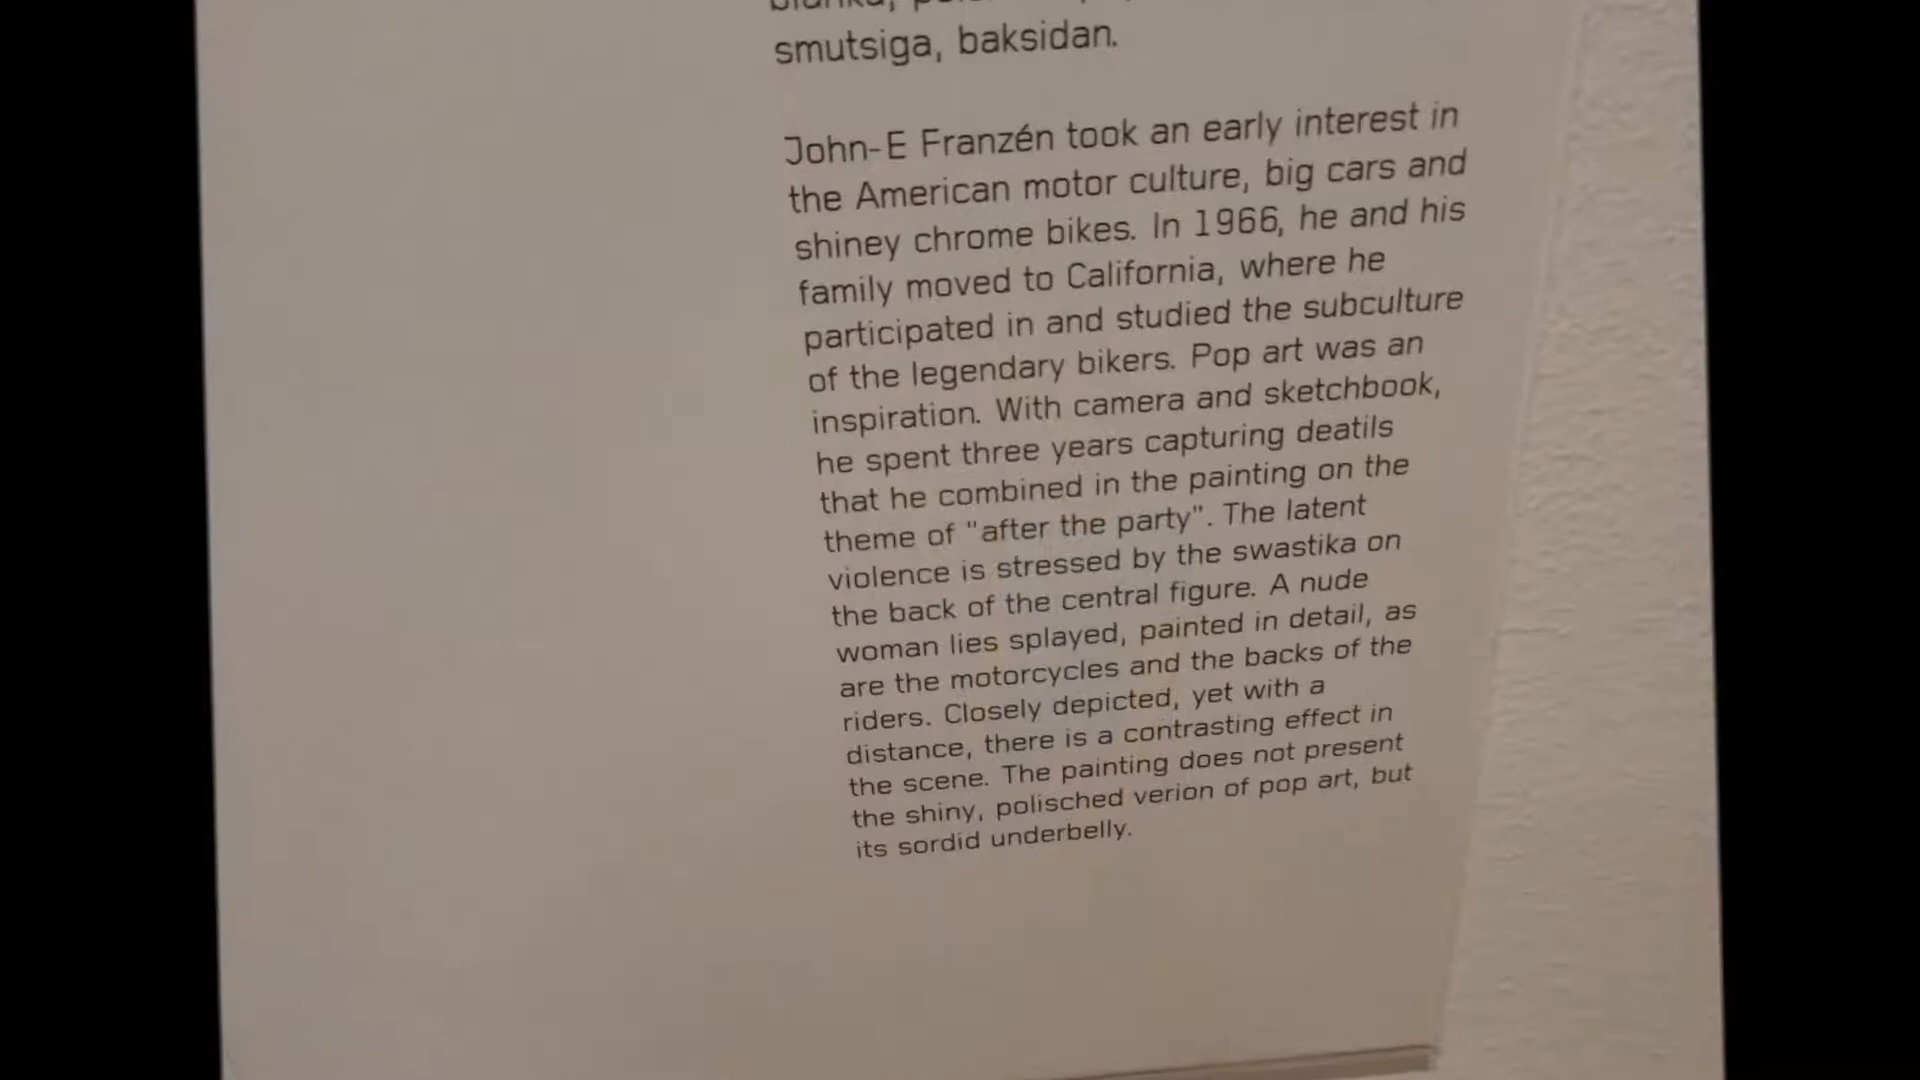 smutsiga, baksidan.
John-E Franzén took an early interest in
the American motor culture, big cars and
shiney chrome bikes. In 1966, he and his
family moved to California, where he
participated in and studied the subculture
of the legendary bikers. Pop art was an
inspiration. With camera and sketchbook,
he spent three years capturing deatils
that he combined in the painting on the
theme of "after the party". The latent
violence is stressed by the swastika on
the back of the central figure. A nude
woman lies splayed, painted in detail, as
are the motorcycles and the backs of the
riders. Closely depicted, yet with a
distance, there is a contrasting effect in
the scene. The painting does not present
the shiny, polisched verion of pop art, but
its sordid underbelly.